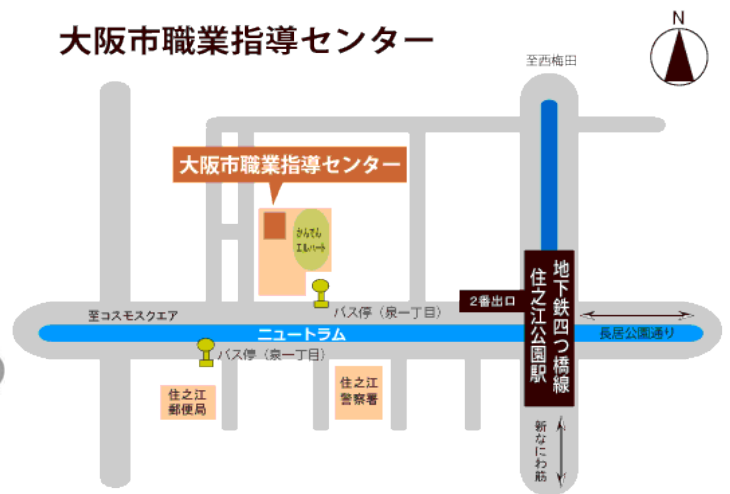 大阪市職業指導センター
N
至西梅田
大阪市職業指導センター
かんでん
エルハート
地下鉄四つ橋線
住之江公園駅
2番出口
バス停（泉一丁目）
至コスモスクエア
ニュートラム
長居公園通り
バス停（泉一丁目）
住之江
郵便局
住之江
警察署
新なにわ筋